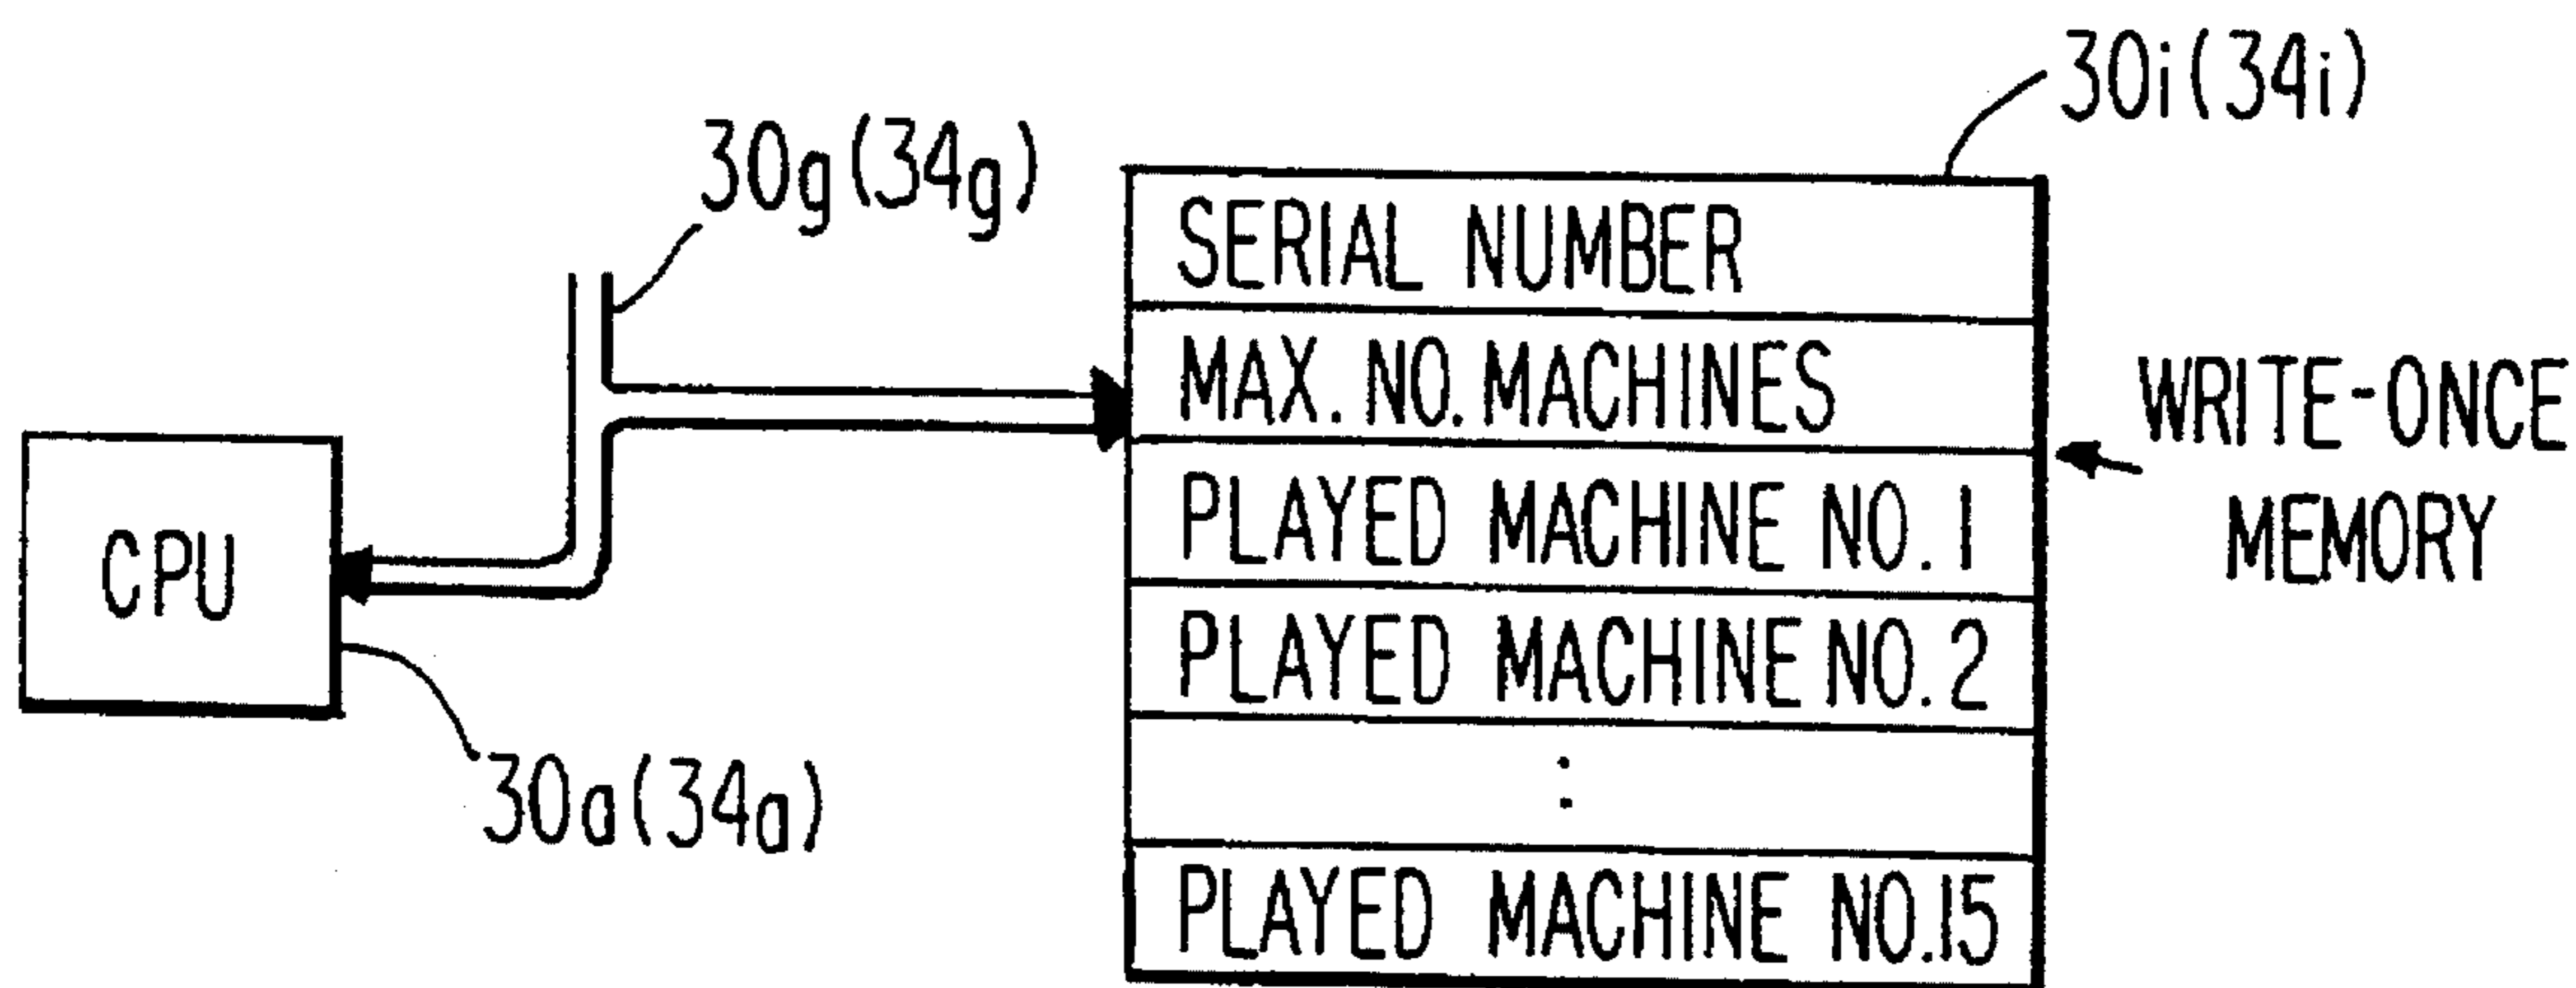 30i(34i)
30g(34g)
SERIAL NUMBER
MAX. NO. MACHINES
WRITE-ONCE
MEMORY
PLAYED MACHINE NO. 1
CPU
PLAYED MACHINE NO. 2
:
30a(34a)
PLAYED MACHINE NO.15